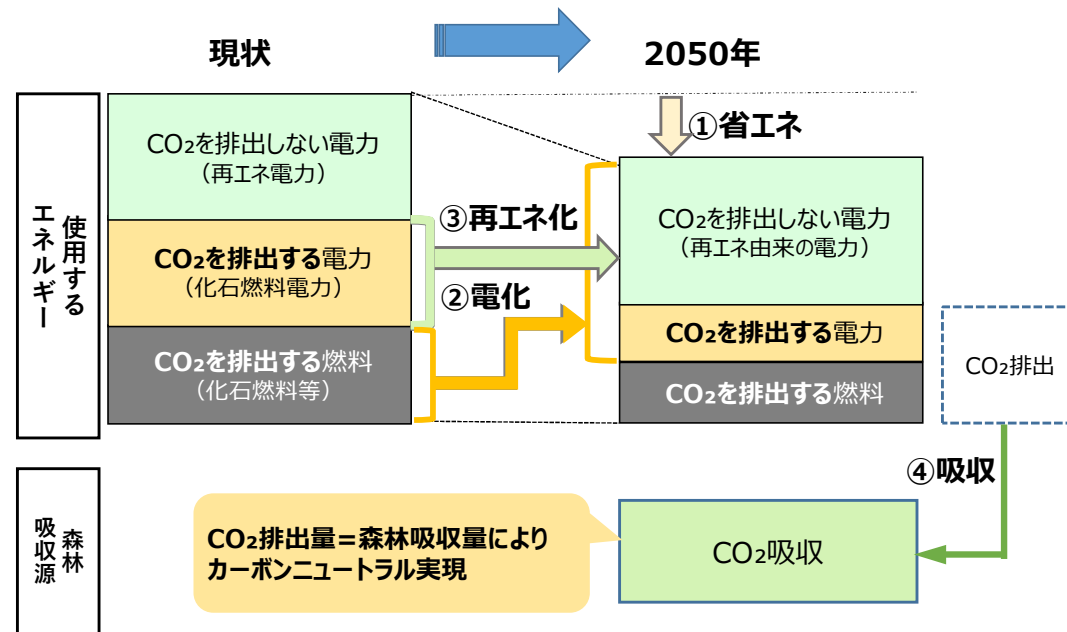 現状
2050年
使用する
エネルギー
CO₂を排出しない電力
（再エネ電力）
CO₂を排出する電力
（化石燃料電力）
CO₂を排出する燃料
（化石燃料等）
①省エネ
③再エネ化
②電化
CO₂を排出しない電力
（再エネ由来の電力）
CO₂を排出する電力
CO₂を排出する燃料
CO₂排出
④吸収
森林
吸収源
CO₂排出量＝森林吸収量により
カーボンニュートラル実現
CO₂吸収